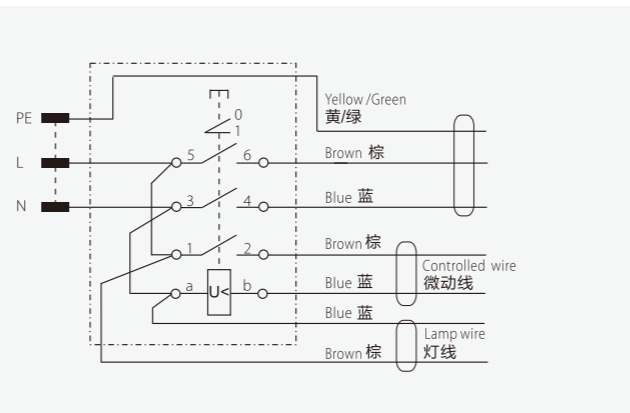 Yellow/Green
黄/绿
PE
0
1
Brown 棕
L
5
6
Blue 蓝
N
3
4
Brown 棕
1
2
Controlled wire
微动线
Blue 蓝
a
U<
b
Blue 蓝
Lamp wire
灯线
Brown 棕